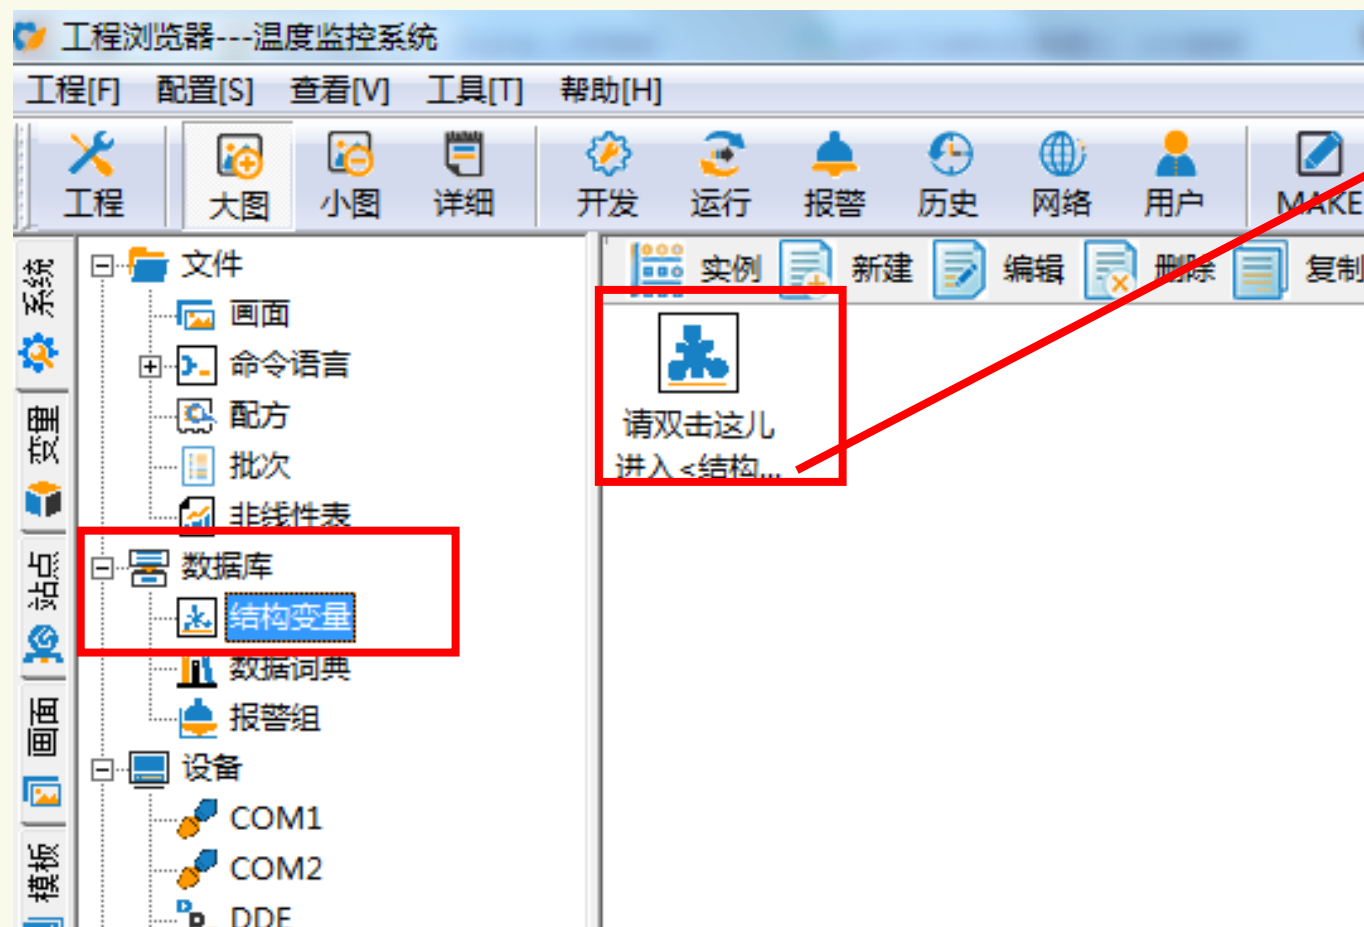 工程浏览器---温度监控系统
工程[F] 配置[S] 查看[V] 工具[T] 帮助[H]
工程 大图 小图 详细 开发 运行 报警 历史 网络 用户 MAKE
实例 新建 编辑 删除 复制
系统
变量
站点
画面
模板
文件
画面
命令语言
配方
批次
非线性表
数据库
结构变量
数据词典
报警组
设备
COM1
COM2
DDE
请双击这儿
进入<结构...